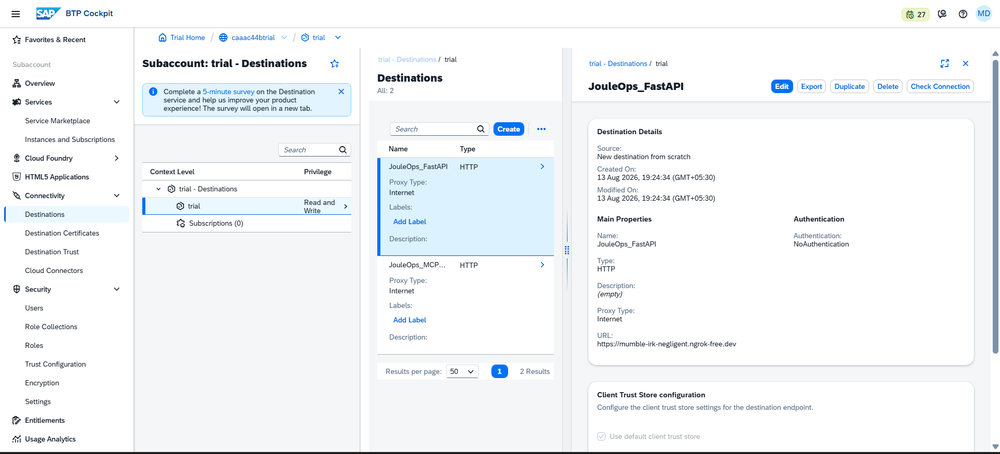 SAP BTP Cockpit
27
MD
Favorites & Recent
Subaccount
Overview
Services
Service Marketplace
Instances and Subscriptions
Cloud Foundry
HTML5 Applications
Connectivity
Destinations
Destination Certificates
Destination Trust
Cloud Connectors
Security
Users
Role Collections
Roles
Trust Configuration
Encryption
Settings
Entitlements
Usage Analytics
Trial Home / caaac44btrial / trial
Subaccount: trial - Destinations
Complete a 5-minute survey on the Destination
service and help us improve your product
experience! The survey will open in a new tab.
Search
Context Level Privilege
trial - Destinations
trial Read and
Write
Subscriptions (0)
trial - Destinations / trial
Destinations
All: 2
Search Create
Name Type
JouleOps_FastAPI HTTP
Proxy Type:
Internet
Labels:
Add Label
Description:
JouleOps_MCP... HTTP
Proxy Type:
Internet
Labels:
Add Label
Description:
Results per page: 50 1 2 Results
trial - Destinations / trial
JouleOps_FastAPI Edit Export Duplicate Delete Check Connection
Destination Details
Source:
New destination from scratch
Created On:
13 Aug 2026, 19:24:34 (GMT+05:30)
Modified On:
13 Aug 2026, 19:24:34 (GMT+05:30)
Main Properties
Name:
JouleOps_FastAPI
Type:
HTTP
Description:
(empty)
Proxy Type:
Internet
URL:
https://mumble-irk-negligent.ngrok-free.dev
Authentication
Authentication:
NoAuthentication
Client Trust Store configuration
Configure the client trust store settings for the destination endpoint.
Use default client trust store